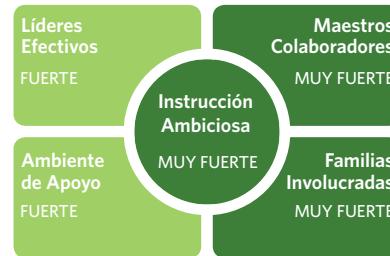 Líderes
Efectivos
FUERTE
Maestros
Colaboradores
MUY FUERTE
Instrucción
Ambiciosa
MUY FUERTE
Ambiente
de Apoyo
FUERTE
Familias
Involucradas
MUY FUERTE